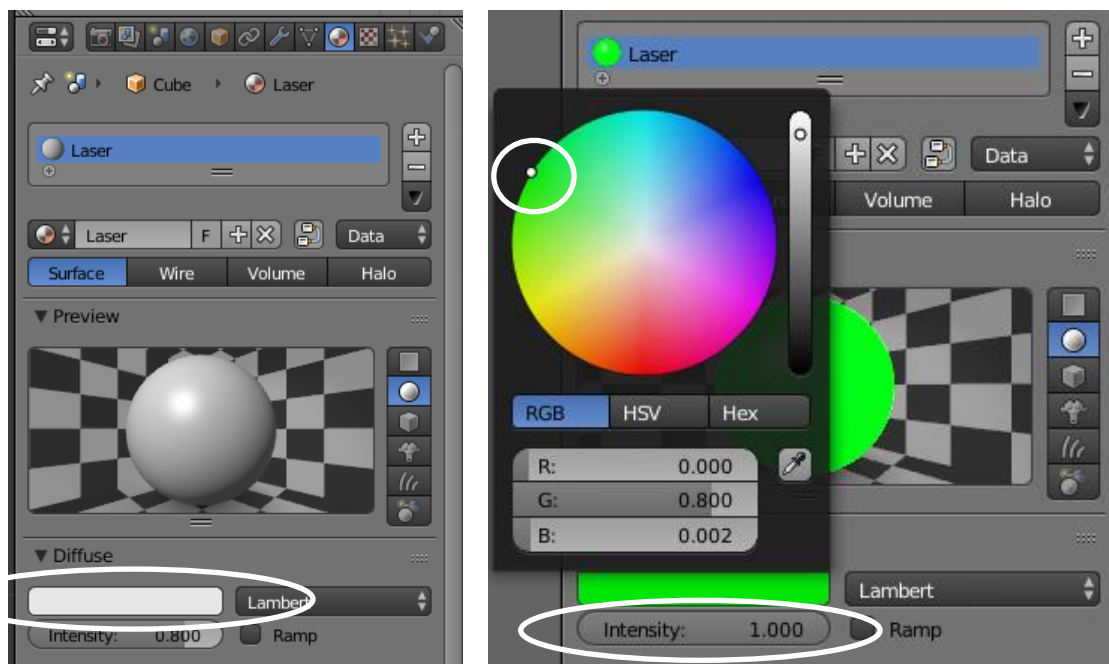 Cube Laser
Laser
Laser F Data
Surface Wire Volume Halo
Preview
Diffuse
Lambert
Intensity: 0.800 Ramp
Laser
Data
Volume Halo
RGB HSV Hex
R: 0.000
G: 0.800
B: 0.002
Lambert
Intensity: 1.000 Ramp